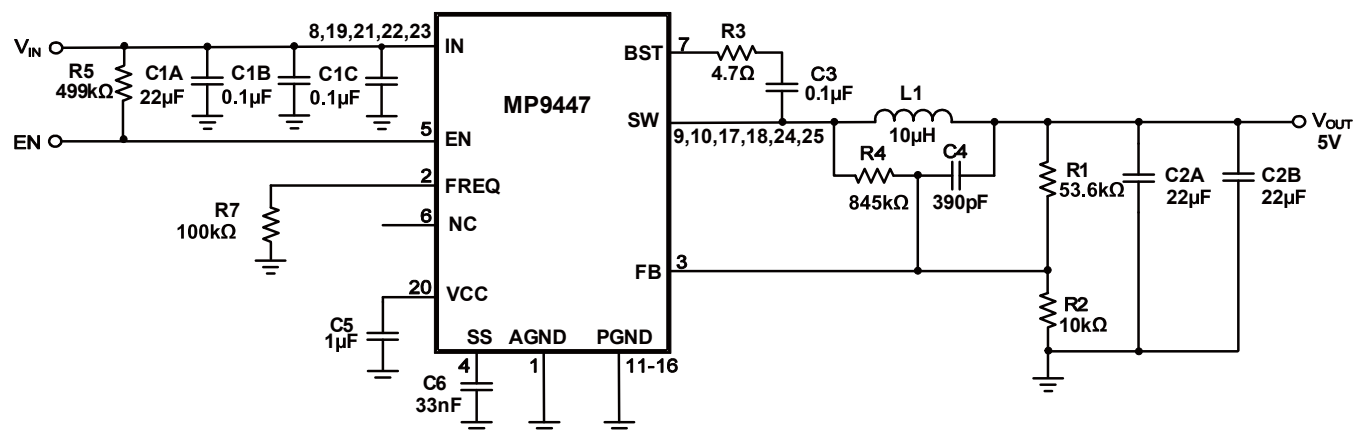 8,19,21,22,23
V_IN
IN
R5
499kΩ
C1A
22µF
C1B
0.1µF
C1C
0.1µF
MP9447
BST
7
R3
4.7Ω
C3
0.1µF
SW
9,10,17,18,24,25
L1
10µH
V_OUT
5V
EN
5
EN
2
FREQ
R7
100kΩ
6
NC
R4
845kΩ
C4
390pF
R1
53.6kΩ
C2A
22µF
C2B
22µF
FB
3
20
VCC
C5
1µF
R2
10kΩ
SS
AGND
PGND
4
1
11-16
C6
33nF